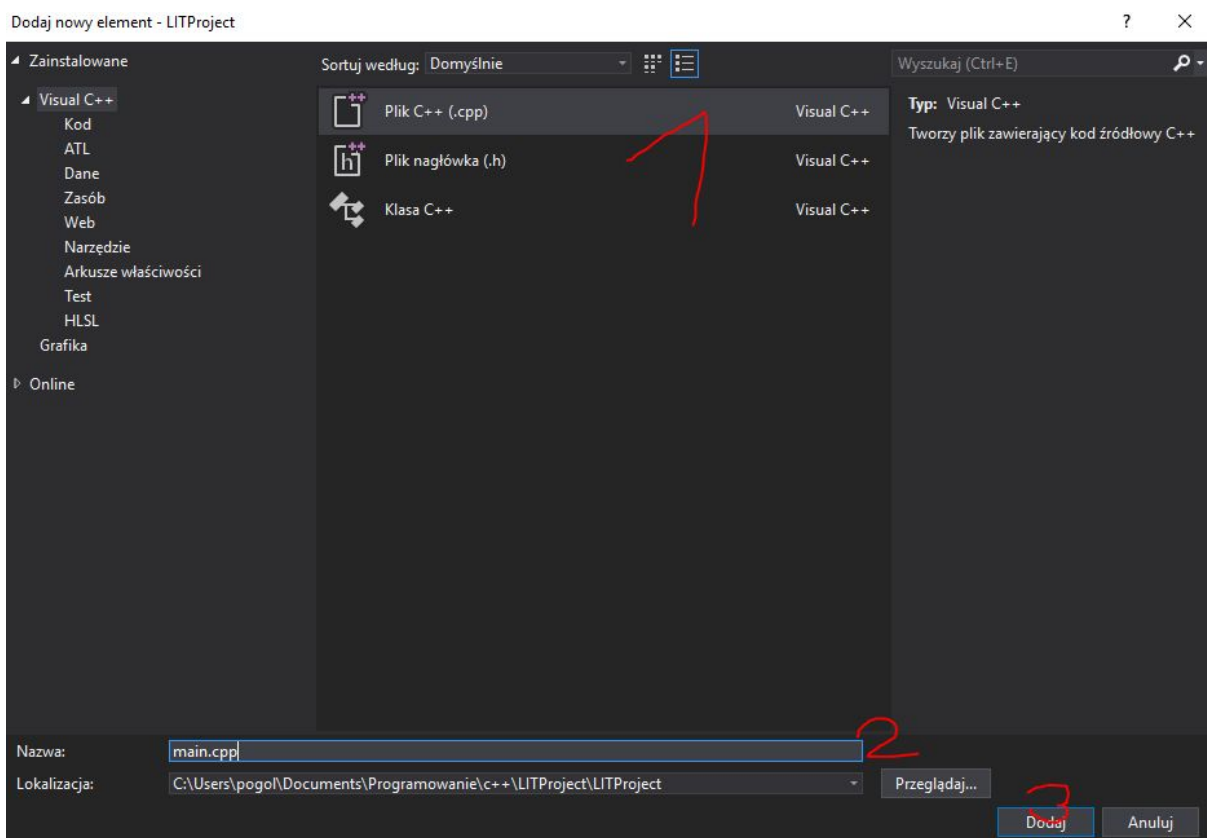 Dodaj nowy element - LITProject
?
Zainstalowane
Visual C++
Kod
ATL
Dane
Zasób
Web
Narzędzie
Arkusze właściwości
Test
HLSL
Grafika
Online
Sortuj według: Domyślnie
Plik C++ (.cpp) Visual C++
Plik nagłówka (.h) Visual C++
Klasa C++ Visual C++
1
Wyszukaj (Ctrl+E)
Typ: Visual C++
Tworzy plik zawierający kod źródłowy C++
Nazwa: main.cpp 2
Lokalizacja: C:\Users\pogol\Documents\Programowanie\c++\LITProject\LITProject Przeglądaj...
3
Dodaj Anuluj